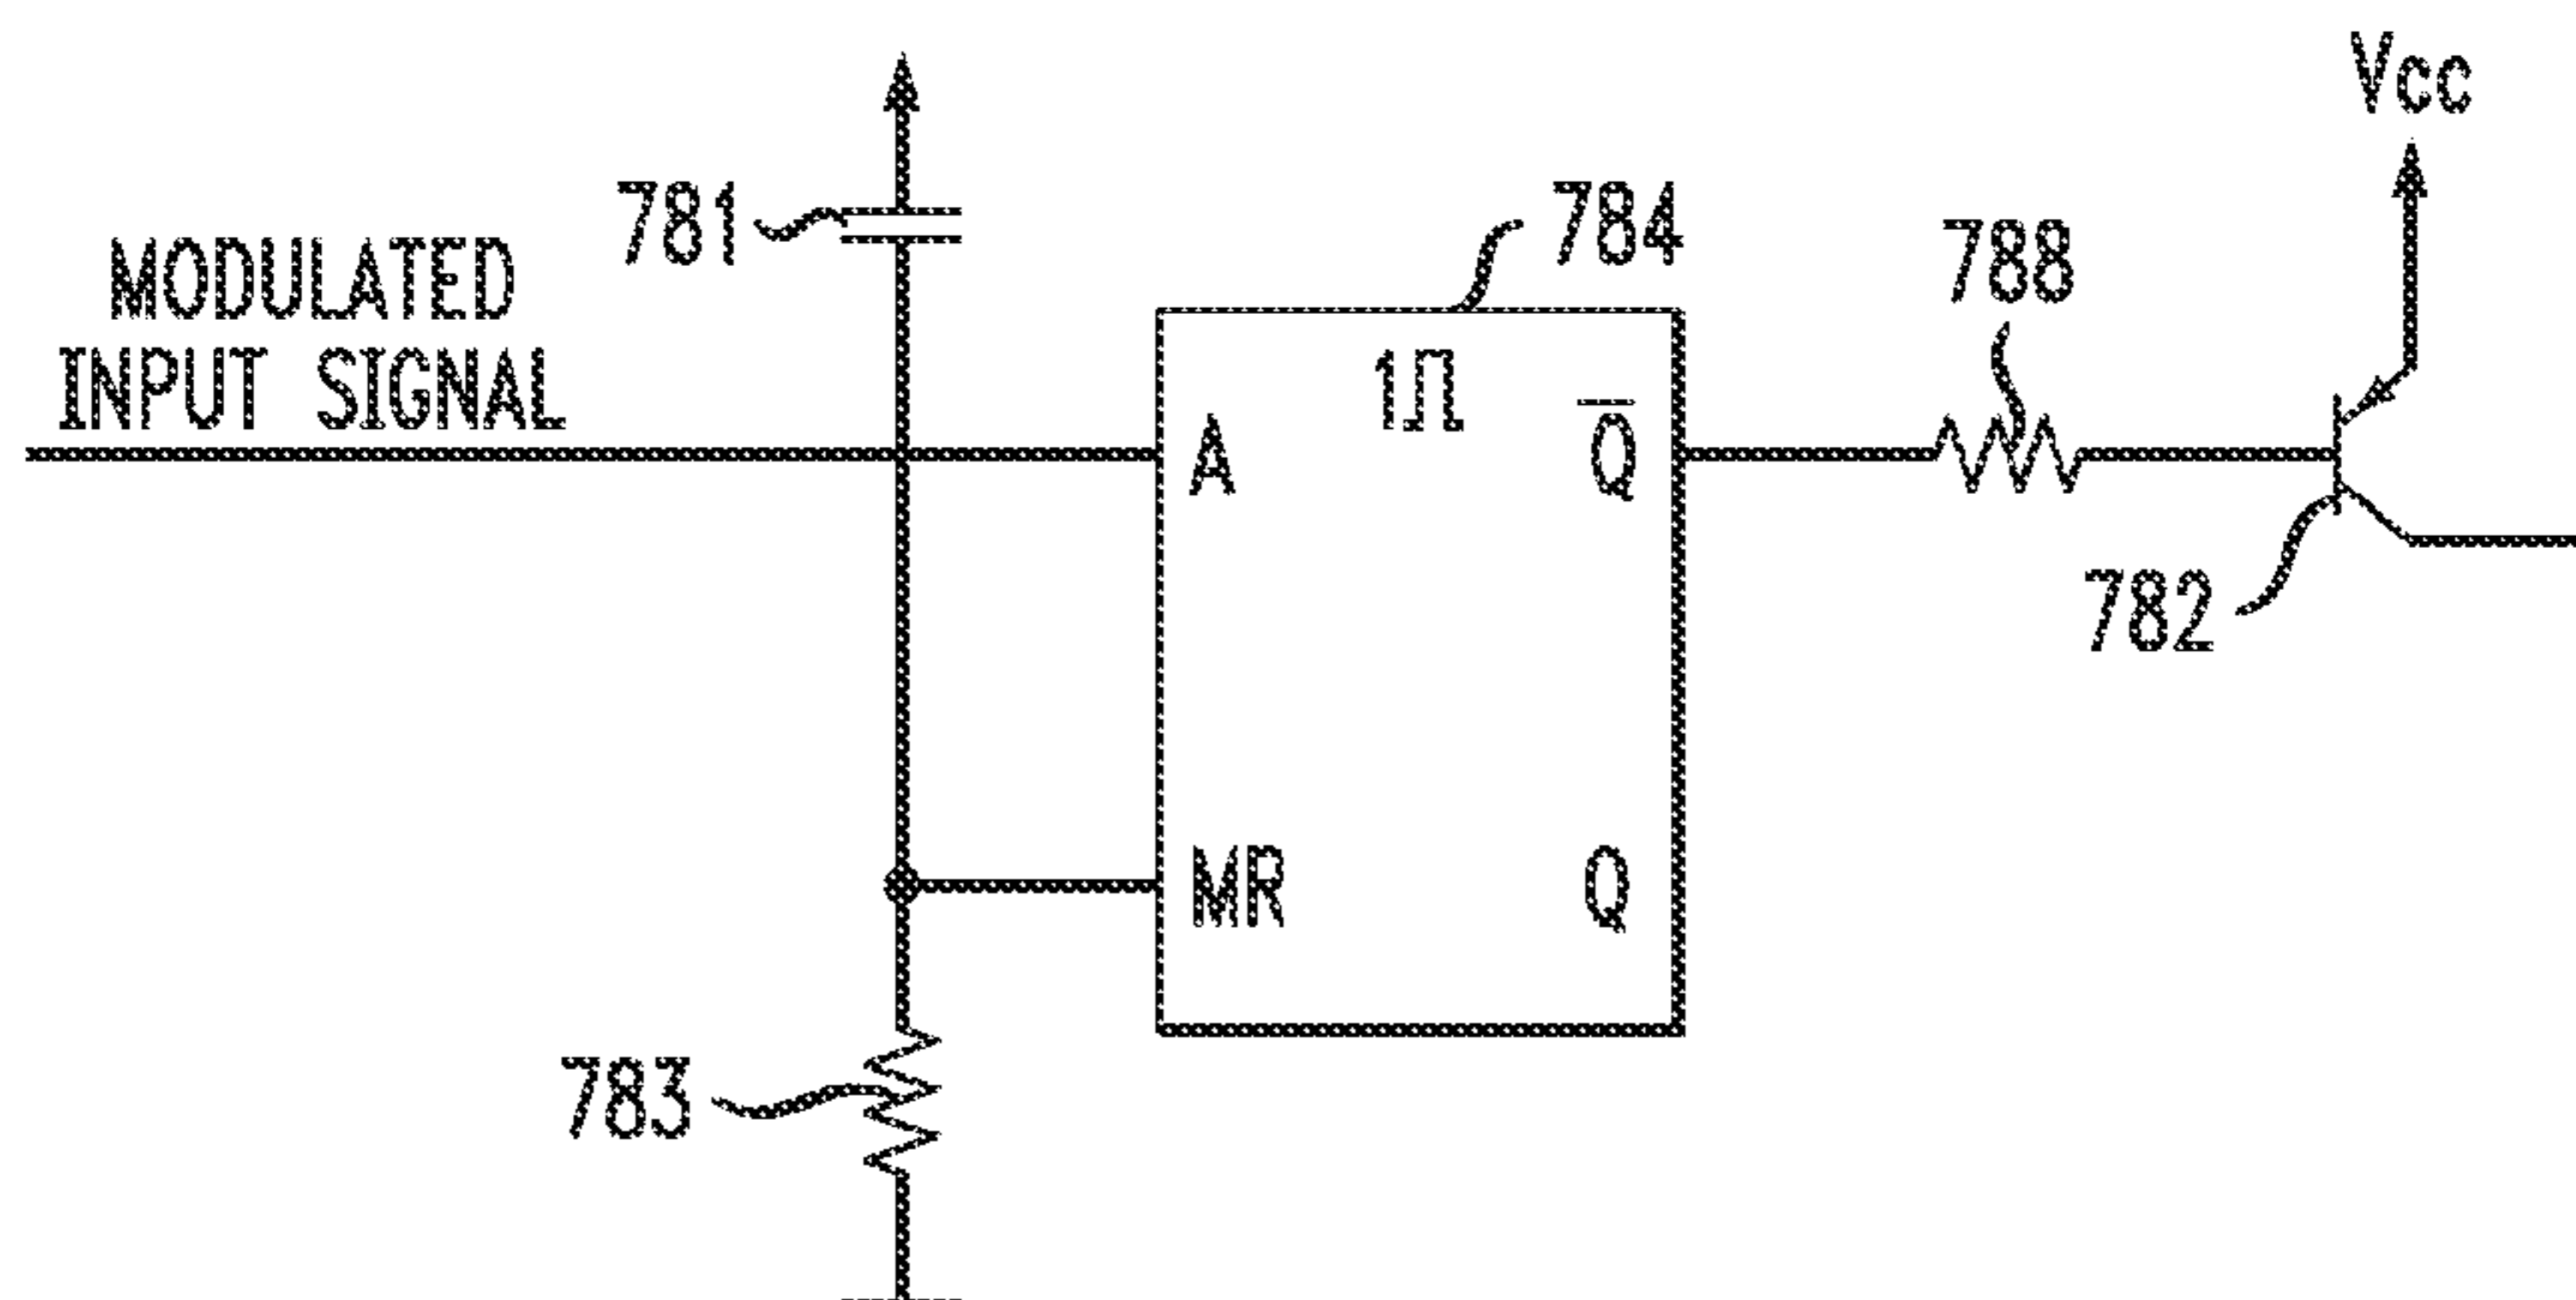 Vcc
781
784
788
MODULATED
INPUT SIGNAL
1⎍
A
Q̅
782
MR
Q
783